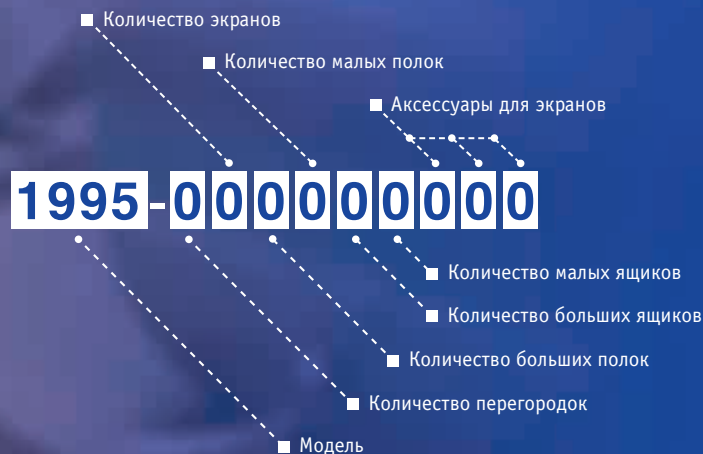 Количество экранов
Количество малых полок
Аксессуары для экранов
1995-000000000
Количество малых ящиков
Количество больших ящиков
Количество больших полок
Количество перегородок
Модель